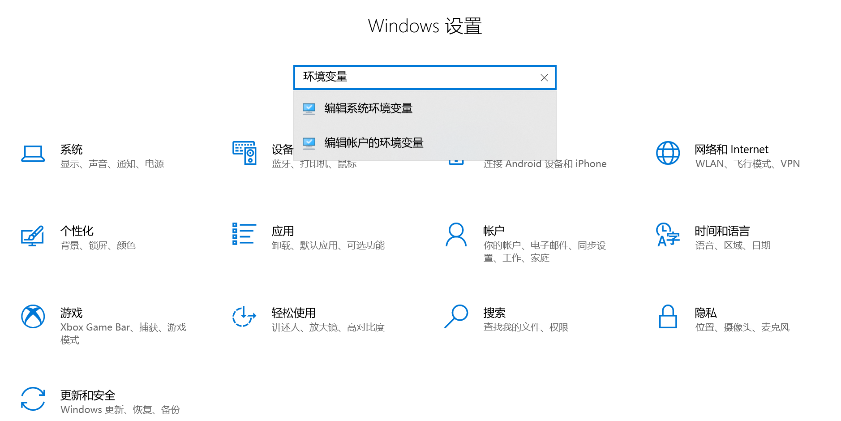 Windows 设置
环境变量
编辑系统环境变量
编辑帐户的环境变量
系统
显示、声音、通知、电源
设备
蓝牙、打印机、鼠标
连接 Android 设备和 iPhone
网络和 Internet
WLAN、飞行模式、VPN
个性化
背景、锁屏、颜色
应用
卸载、默认应用、可选功能
帐户
你的帐户、电子邮件、同步设
置、工作、家庭
时间和语言
语言、区域、日期
游戏
Xbox Game Bar、捕获、游戏
模式
轻松使用
讲述人、放大镜、高对比度
搜索
查找我的文件、权限
隐私
位置、摄像头、麦克风
更新和安全
Windows 更新、恢复、备份